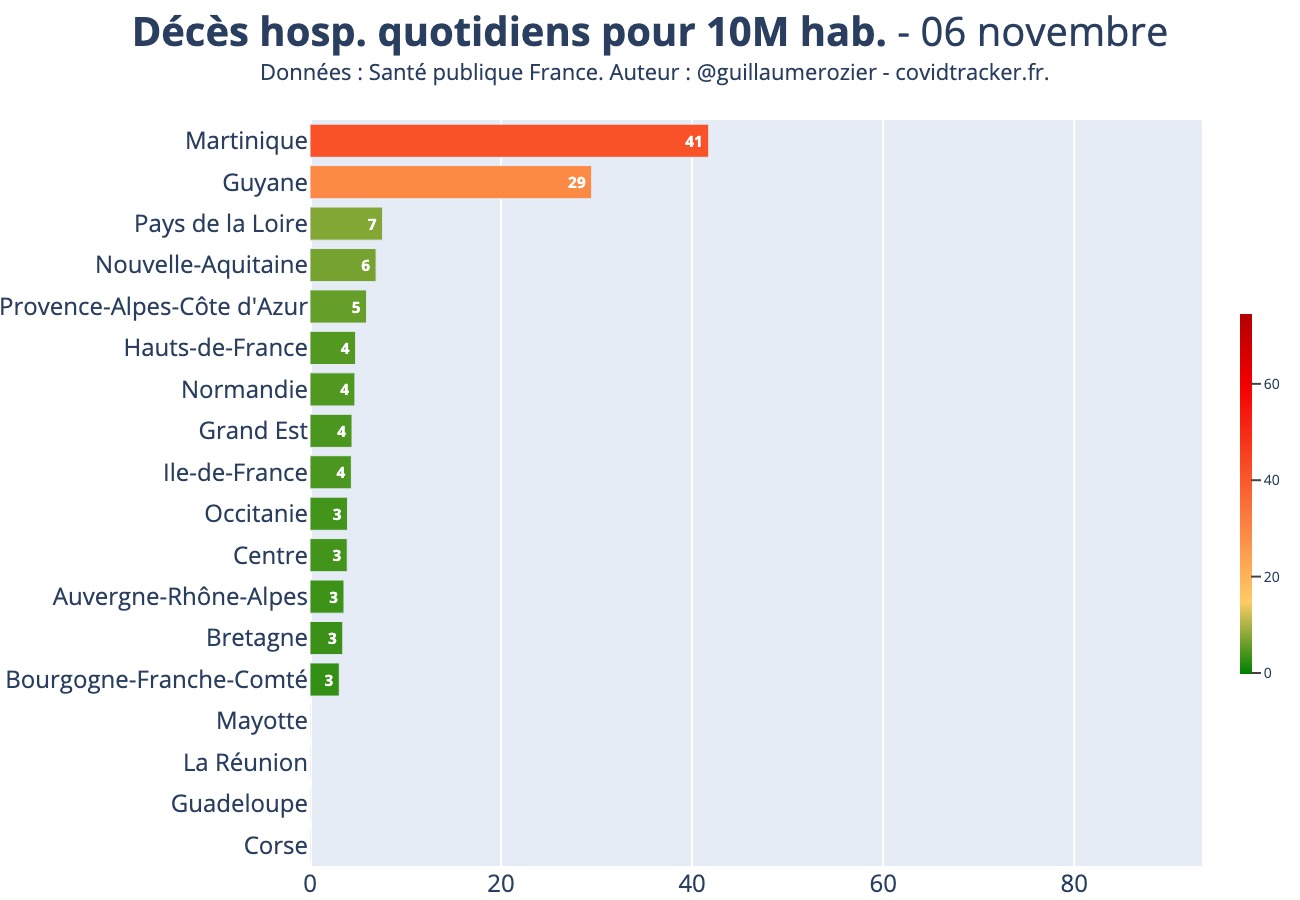 Décès hosp. quotidiens pour 10M hab. - 06 novembre
Données : Santé publique France. Auteur : @guillaumerozier - covidtracker.fr.
Martinique 41
Guyane 29
Pays de la Loire 7
Nouvelle-Aquitaine 6
Provence-Alpes-Côte d'Azur 5
Hauts-de-France 4
Normandie 4
Grand Est 4
Ile-de-France 4
Occitanie 3
Centre 3
Auvergne-Rhône-Alpes 3
Bretagne 3
Bourgogne-Franche-Comté 3
Mayotte
La Réunion
Guadeloupe
Corse
0 20 40 60 80
60
40
20
0